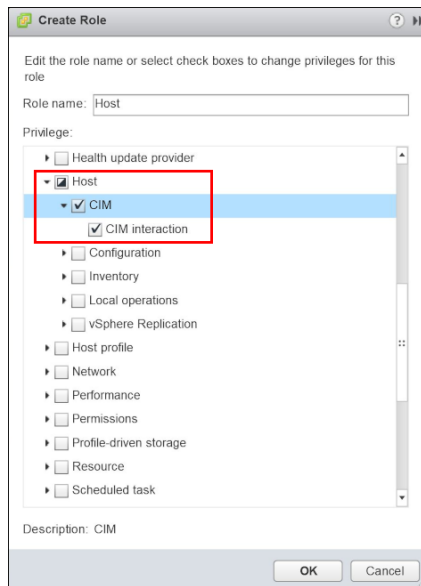 Create Role
Edit the role name or select check boxes to change privileges for this
role
Role name: Host
Privilege:
Health update provider
Host
CIM
CIM interaction
Configuration
Inventory
Local operations
vSphere Replication
Host profile
Network
Performance
Permissions
Profile-driven storage
Resource
Scheduled task
Description: CIM
OK Cancel